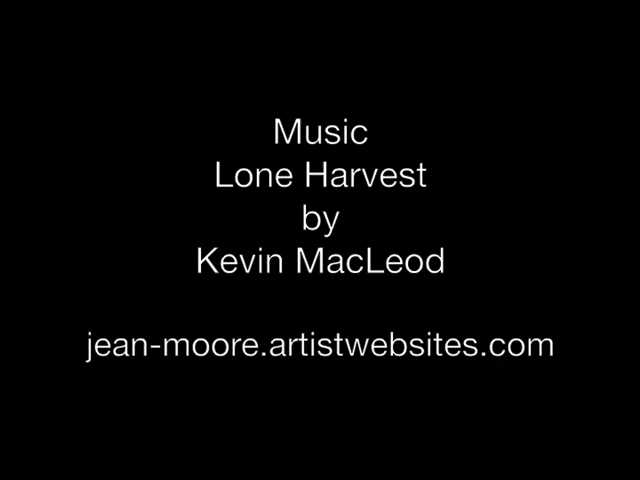 Music
Lone Harvest
by
Kevin MacLeod
jean-moore.artistwebsites.com